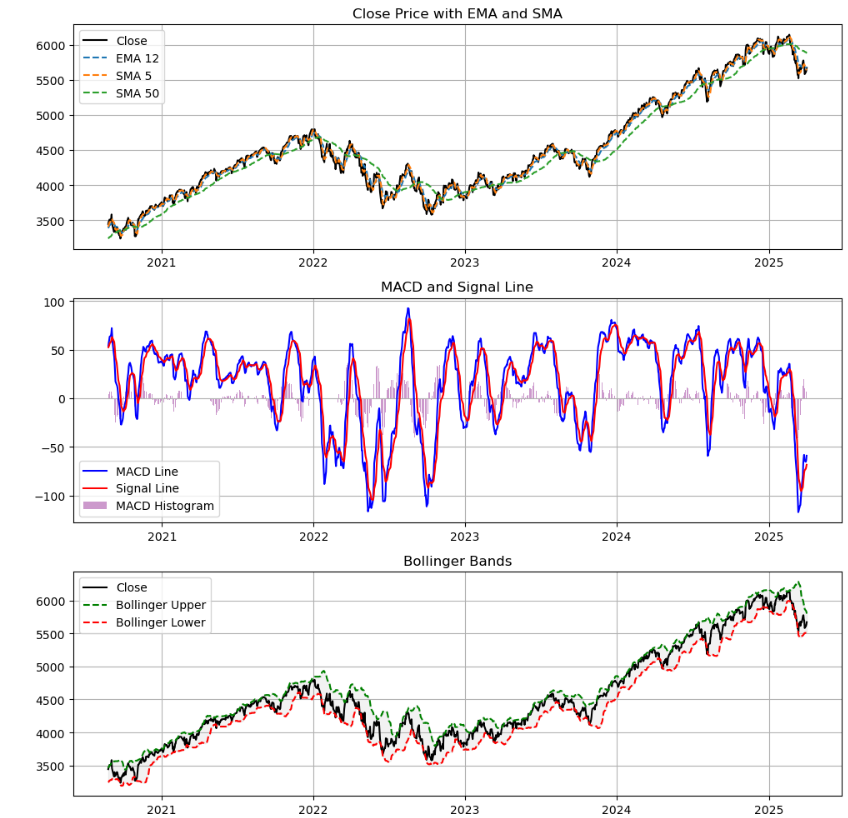 Close Price with EMA and SMA
Close
EMA 12
SMA 5
SMA 50
6000
5500
5000
4500
4000
3500
2021 2022 2023 2024 2025
MACD and Signal Line
100
50
0
−50
−100
MACD Line
Signal Line
MACD Histogram
2021 2022 2023 2024 2025
Bollinger Bands
Close
Bollinger Upper
Bollinger Lower
6000
5500
5000
4500
4000
3500
2021 2022 2023 2024 2025